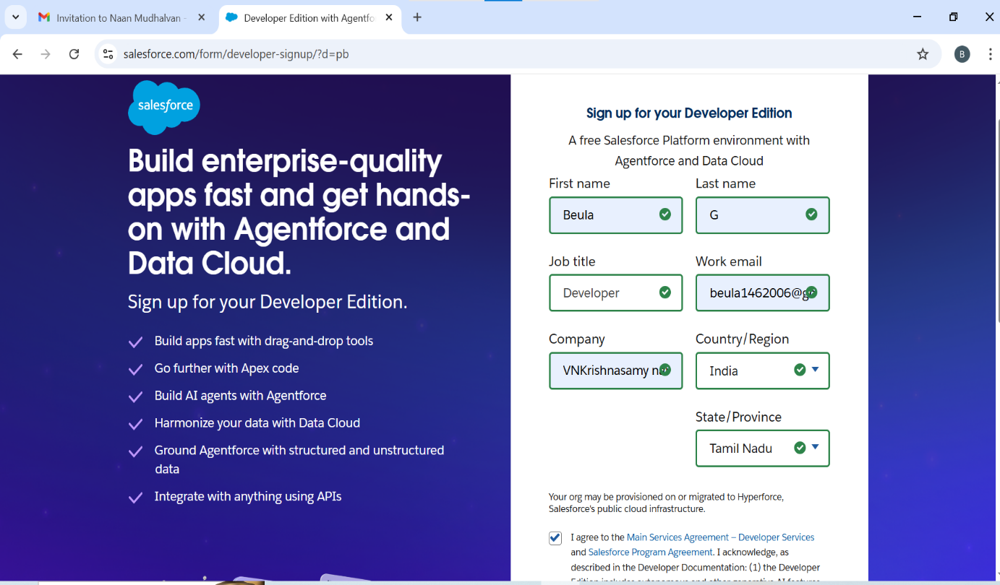 Invitation to Naan Mudhalvan -
Developer Edition with Agentfo
salesforce.com/form/developer-signup/?d=pb
B
salesforce
Build enterprise-quality
apps fast and get hands-
on with Agentforce and
Data Cloud.
Sign up for your Developer Edition.
Build apps fast with drag-and-drop tools
Go further with Apex code
Build AI agents with Agentforce
Harmonize your data with Data Cloud
Ground Agentforce with structured and unstructured
data
Integrate with anything using APIs
Sign up for your Developer Edition
A free Salesforce Platform environment with
Agentforce and Data Cloud
First name
Last name
Beula
G
Job title
Work email
Developer
beula1462006@g
Company
Country/Region
VNKrishnasamy
India
State/Province
Tamil Nadu
Your org may be provisioned on or migrated to Hyperforce,
Salesforce's public cloud infrastructure.
I agree to the Main Services Agreement – Developer Services
and Salesforce Program Agreement. I acknowledge, as
described in the Developer Documentation: (1) the Developer